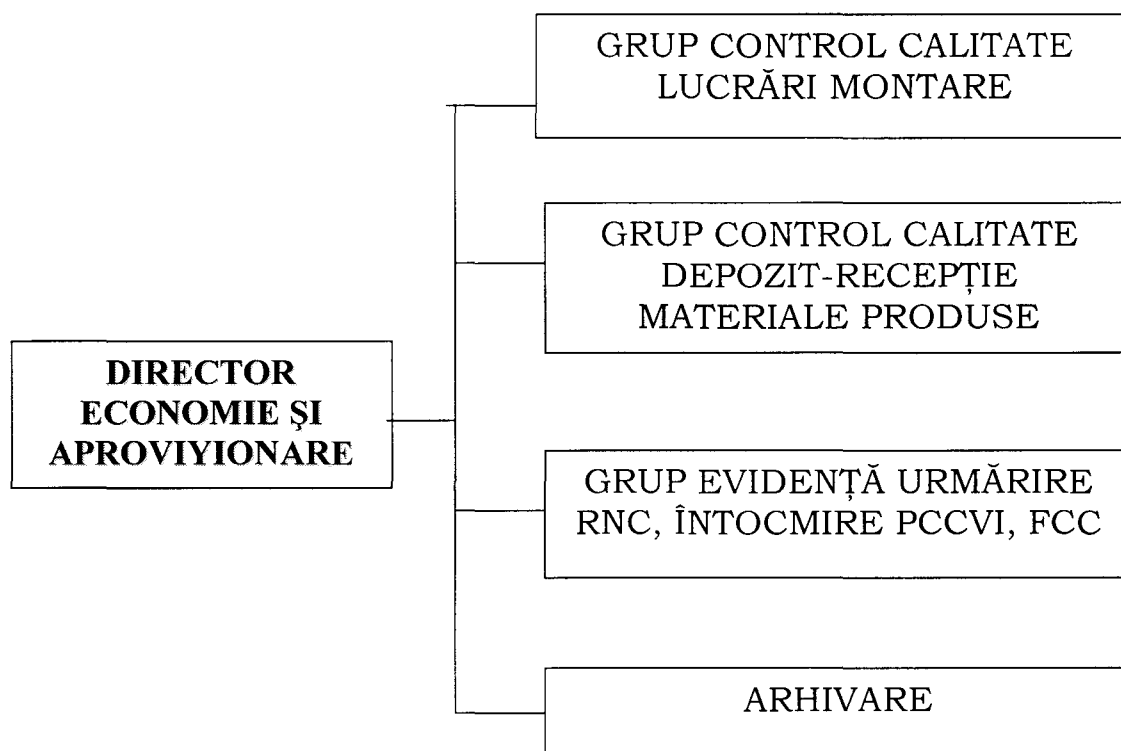 GRUP CONTROL CALITATE
LUCRĂRI MONTARE
GRUP CONTROL CALITATE
DEPOZIT-RECEPȚIE
MATERIALE PRODUSE
DIRECTOR
ECONOMIE ŞI
APROVIYIONARE
GRUP EVIDENȚĂ URMĂRIRE
RNC, ÎNTOCMIRE PCCVI, FCC
ARHIVARE